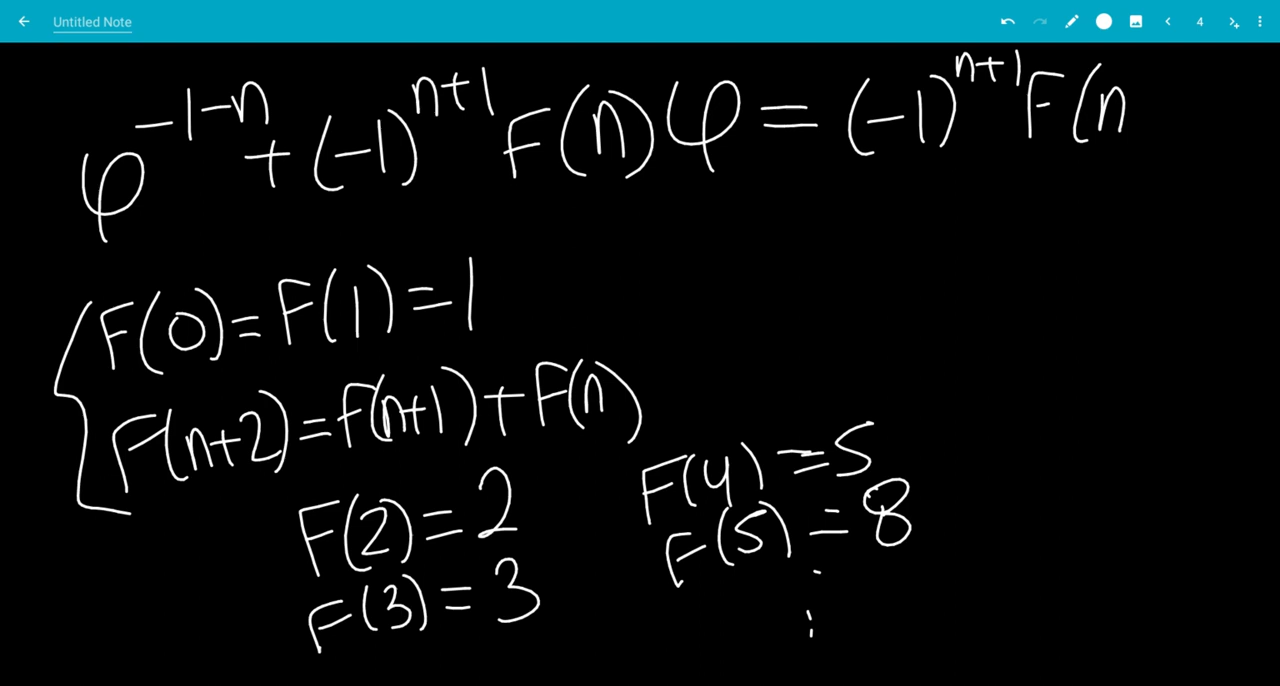 Untitled Note
4
φ^{-1-n} + (-1)^{n+1} F(n) φ = (-1)^{n+1} F(n
F(0) = F(1) = 1
F(n+2) = f(n+1) + F(n)
F(2) = 2
F(3) = 3
F(4) = 5
F(5) = 8
⋮